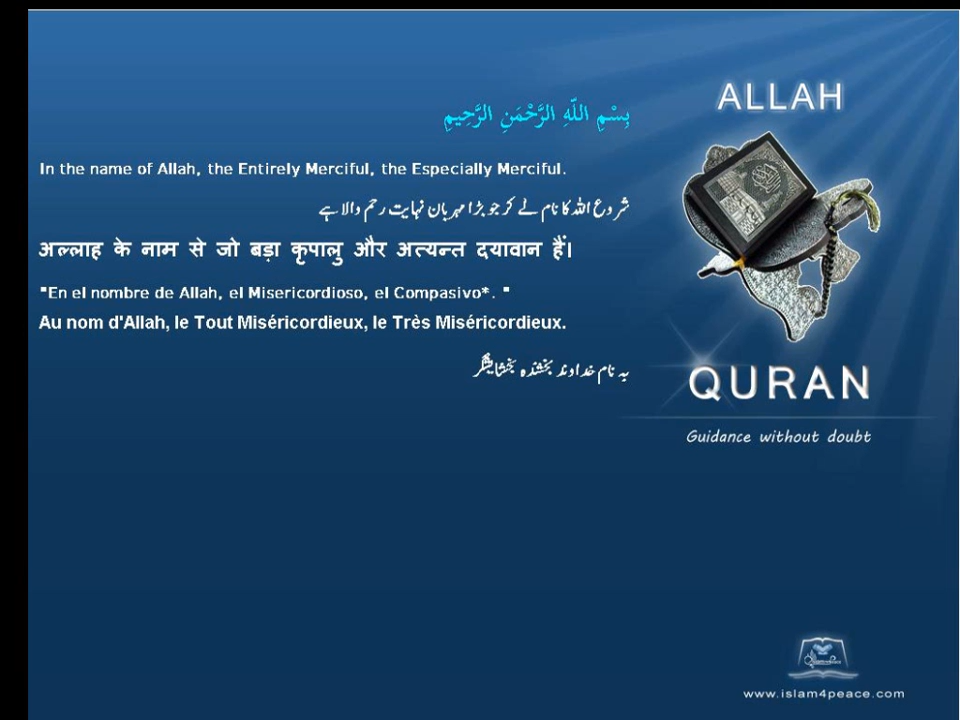 بِسْمِ اللّهِ الرَّحْمَنِ الرَّحِيمِ
In the name of Allah, the Entirely Merciful, the Especially Merciful.
شروع الله کا نام لے کر جو بڑا مہربان نہایت رحم والا ہے
अल्लाह के नाम से जो बड़ा कृपालु और अत्यन्त दयावान हैं।
"En el nombre de Allah, el Misericordioso, el Compasivo*. "
Au nom d'Allah, le Tout Miséricordieux, le Très Miséricordieux.
به نام خداوند بخشنده بخشایشگر
ALLAH
QURAN
Guidance without doubt
www.islam4peace.com